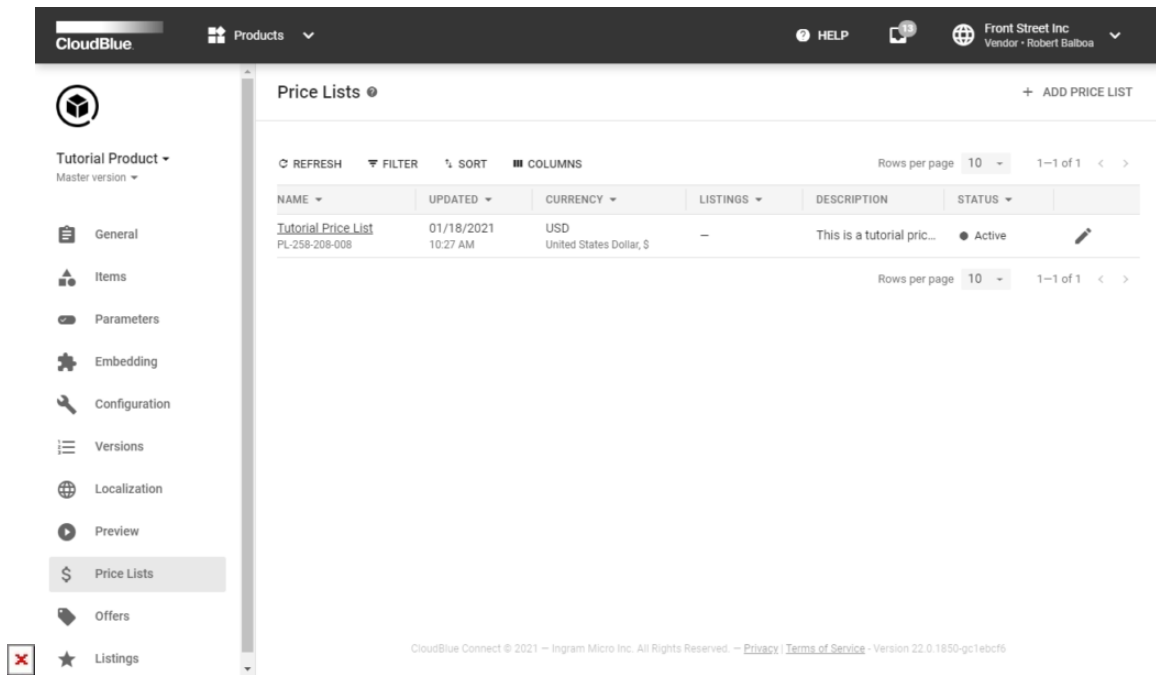 CloudBlue
Products
HELP
13
Front Street Inc
Vendor • Robert Balboa
Tutorial Product
Master version
General
Items
Parameters
Embedding
Configuration
Versions
Localization
Preview
$ Price Lists
Offers
Listings
Price Lists
+ ADD PRICE LIST
REFRESH FILTER SORT COLUMNS Rows per page 10 1—1 of 1 < >
NAME UPDATED CURRENCY LISTINGS DESCRIPTION STATUS
Tutorial Price List 01/18/2021 USD — This is a tutorial pric... Active
PL-258-208-008 10:27 AM United States Dollar, $
Rows per page 10 1—1 of 1 < >
CloudBlue Connect © 2021 — Ingram Micro Inc. All Rights Reserved. — Privacy | Terms of Service - Version 22.0.1850-gc1ebcf6